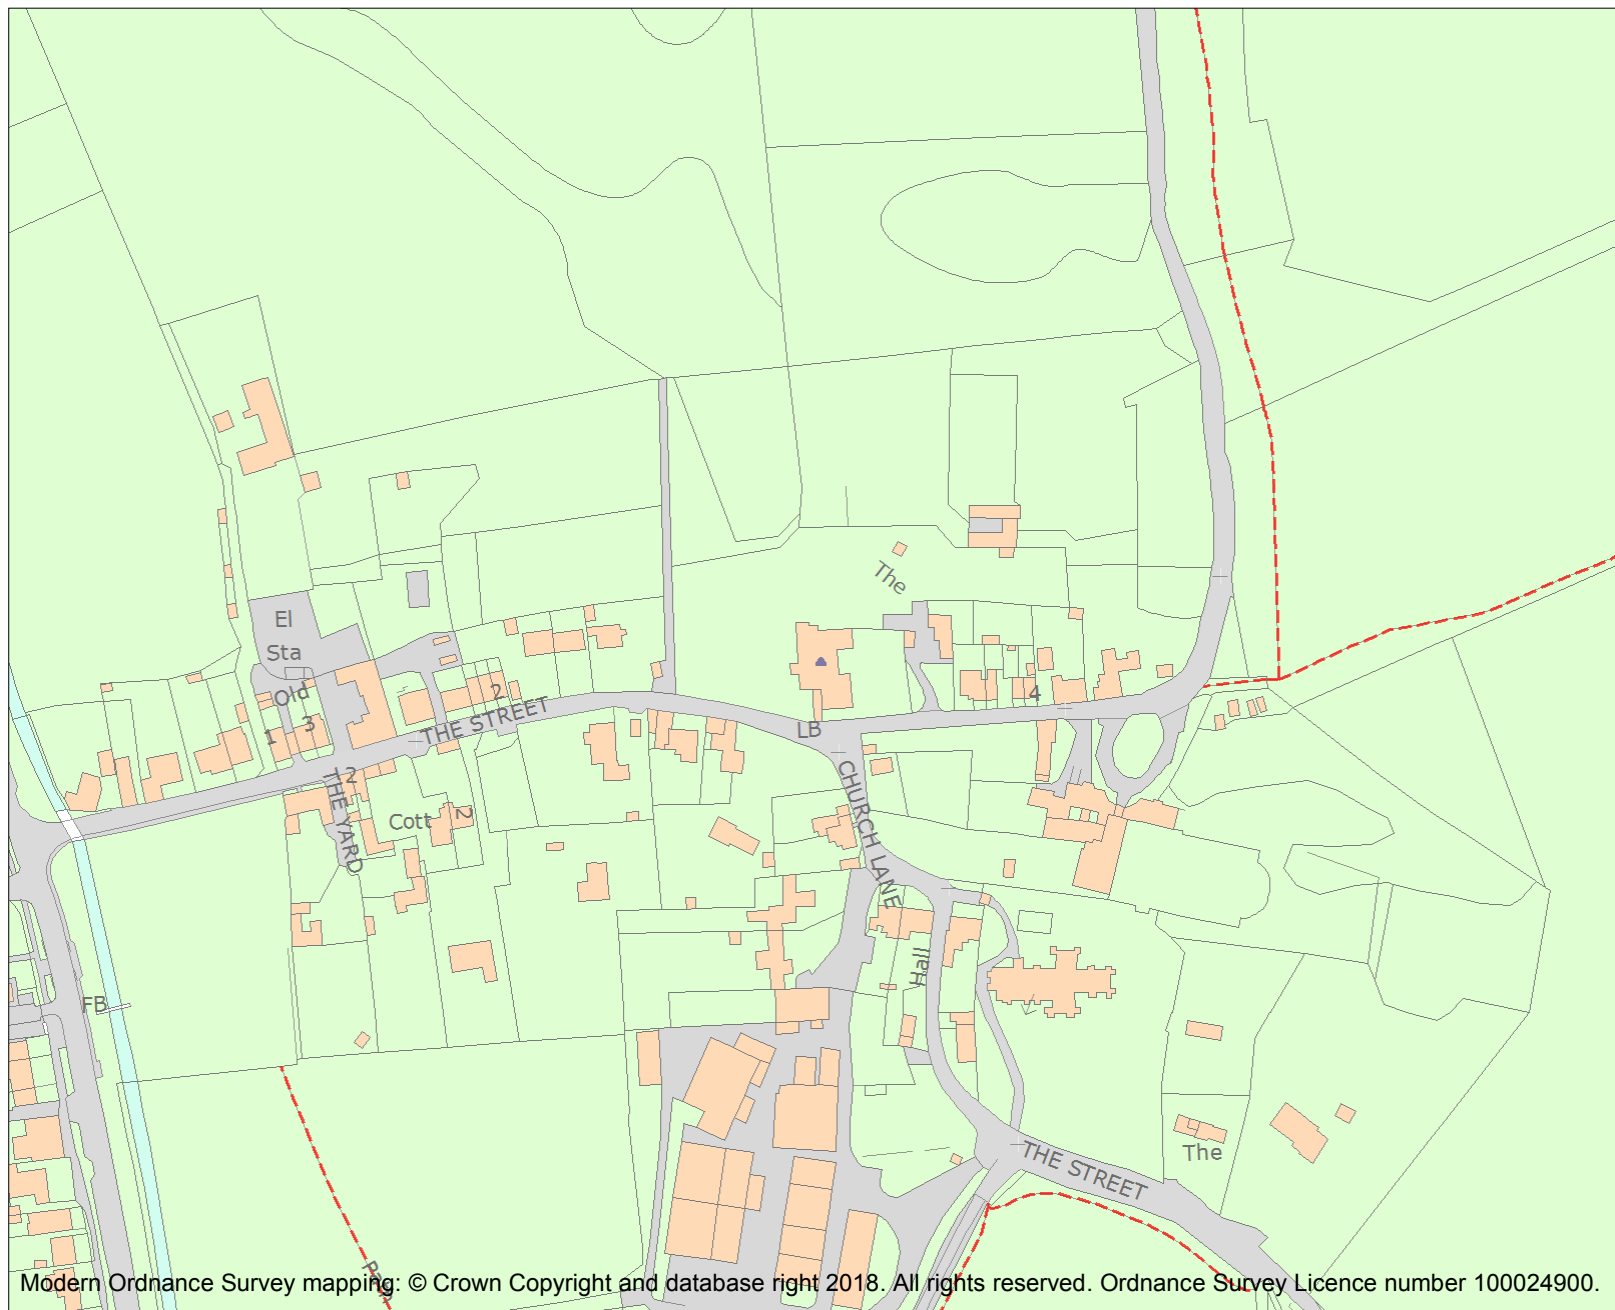 The
El
Sta
Old
2
4
3
1
THE STREET
LB
2
THE YARD
CHURCH LANE
Cott
2
Hall
FB
THE STREET
The
Modern Ordnance Survey mapping: © Crown Copyright and database right 2018. All rights reserved. Ordnance Survey Licence number 100024900.